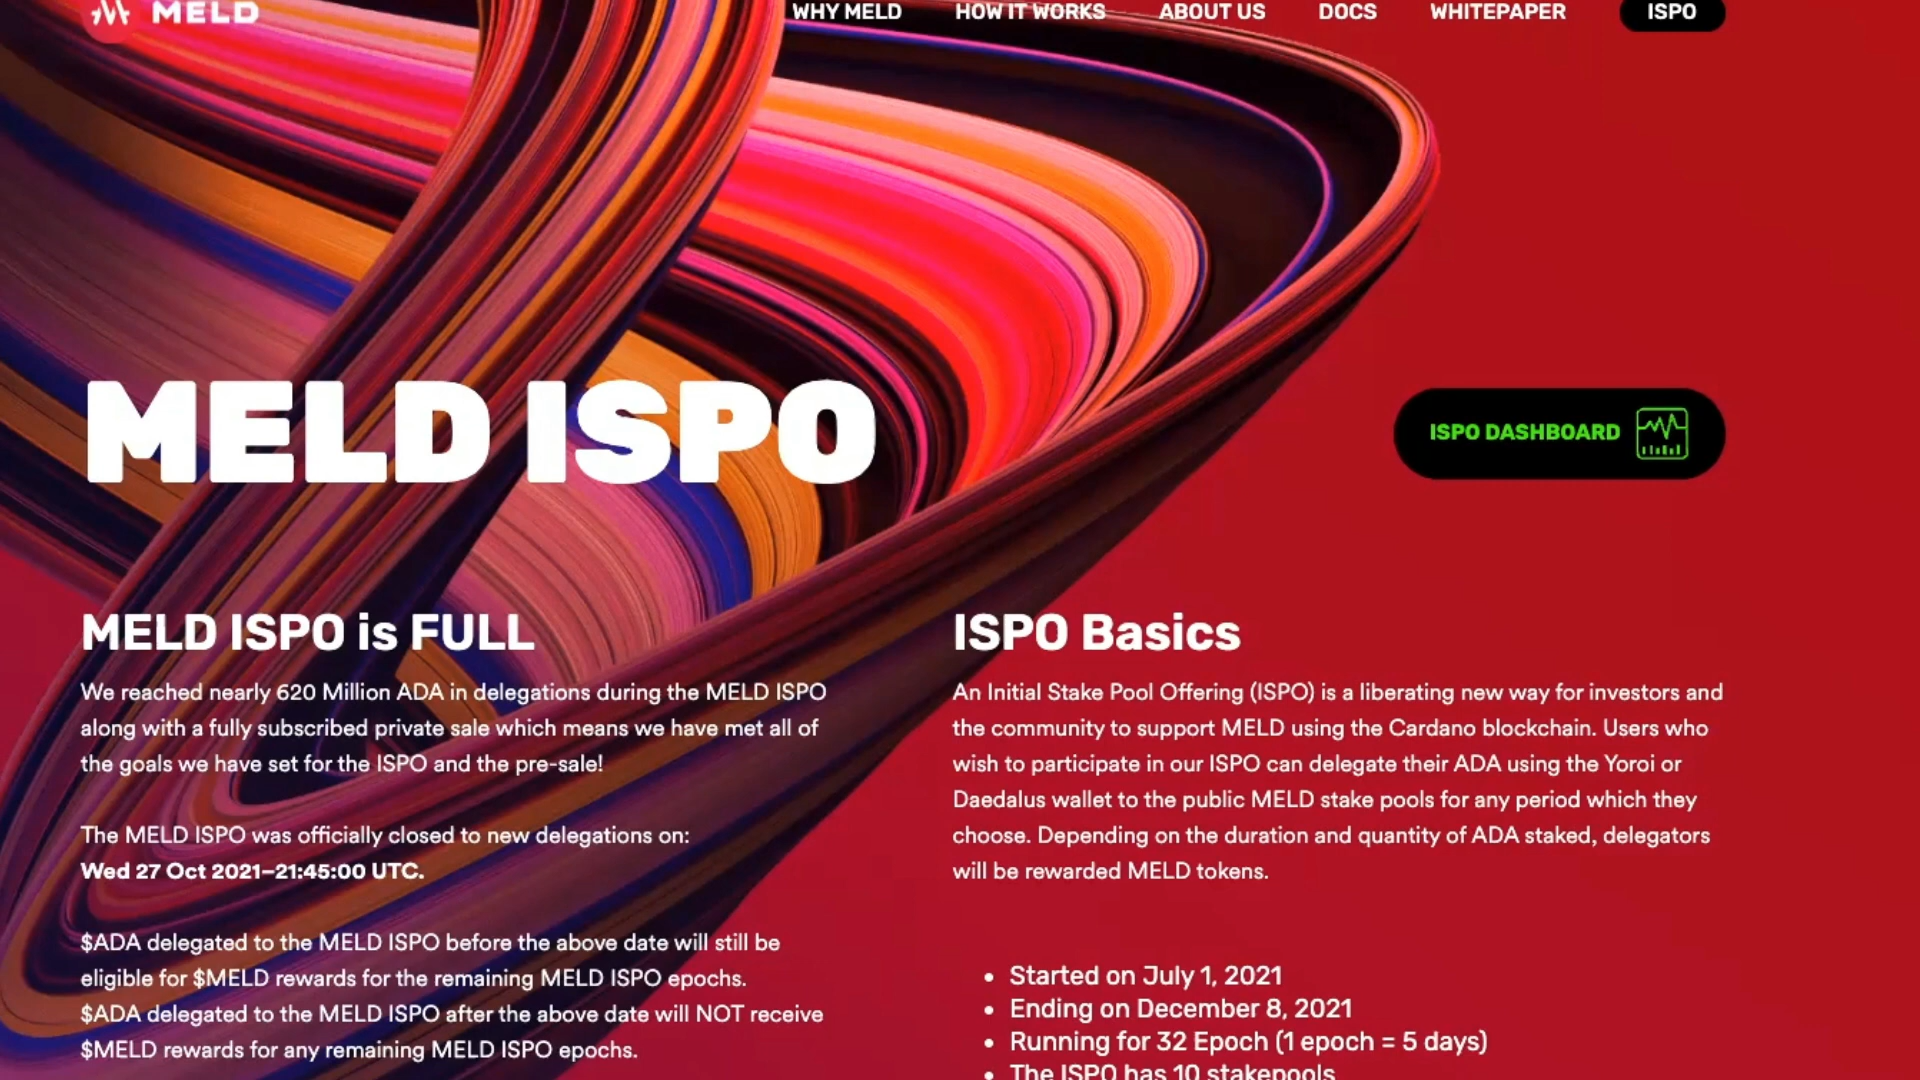 MELD
WHY MELD
HOW IT WORKS
ABOUT US
DOCS
WHITEPAPER
ISPO
MELD ISPO
ISPO DASHBOARD
MELD ISPO is FULL
We reached nearly 620 Million ADA in delegations during the MELD ISPO
along with a fully subscribed private sale which means we have met all of
the goals we have set for the ISPO and the pre-sale!
The MELD ISPO was officially closed to new delegations on:
Wed 27 Oct 2021–21:45:00 UTC.
$ADA delegated to the MELD ISPO before the above date will still be
eligible for $MELD rewards for the remaining MELD ISPO epochs.
$ADA delegated to the MELD ISPO after the above date will NOT receive
$MELD rewards for any remaining MELD ISPO epochs.
ISPO Basics
An Initial Stake Pool Offering (ISPO) is a liberating new way for investors and
the community to support MELD using the Cardano blockchain. Users who
wish to participate in our ISPO can delegate their ADA using the Yoroi or
Daedalus wallet to the public MELD stake pools for any period which they
choose. Depending on the duration and quantity of ADA staked, delegators
will be rewarded MELD tokens.
• Started on July 1, 2021
• Ending on December 8, 2021
• Running for 32 Epoch (1 epoch = 5 days)
• The ISPO has 10 stakepools